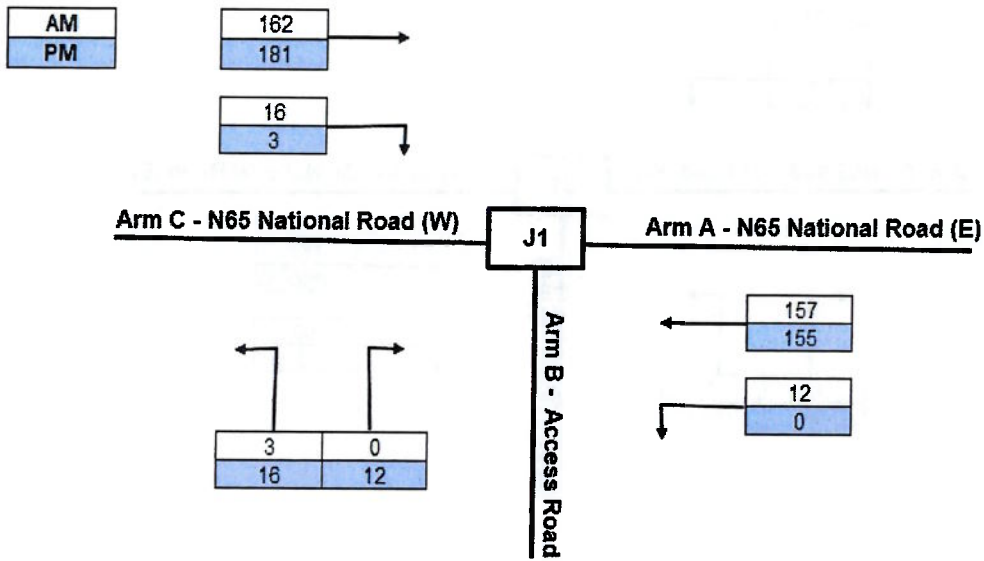 AM
PM
162
181
16
3
Arm C - N65 National Road (W)
J1
Arm A - N65 National Road (E)
157
155
12
0
Arm B - Access Road
3 0
16 12